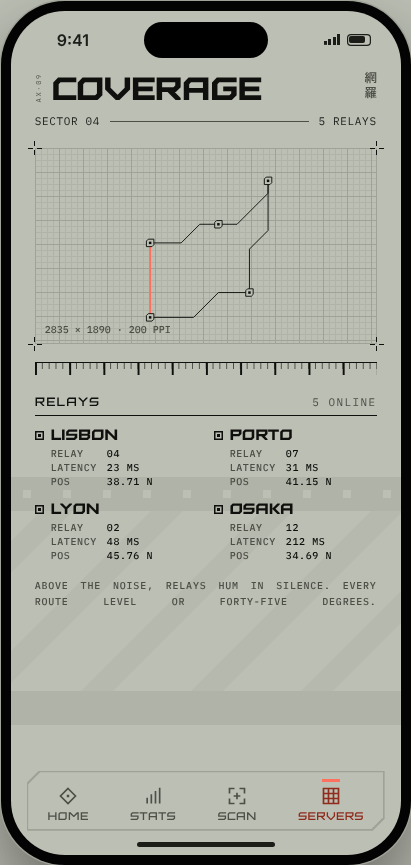 9:41
AX-09
COVERAGE
網羅
SECTOR 04
5 RELAYS
2835 × 1890 · 200 PPI
RELAYS
5 ONLINE
LISBON
RELAY 04
LATENCY 23 MS
POS 38.71 N
PORTO
RELAY 07
LATENCY 31 MS
POS 41.15 N
LYON
RELAY 02
LATENCY 48 MS
POS 45.76 N
OSAKA
RELAY 12
LATENCY 212 MS
POS 34.69 N
ABOVE THE NOISE, RELAYS HUM IN SILENCE. EVERY
ROUTE LEVEL OR FORTY-FIVE DEGREES.
HOME
STATS
SCAN
SERVERS